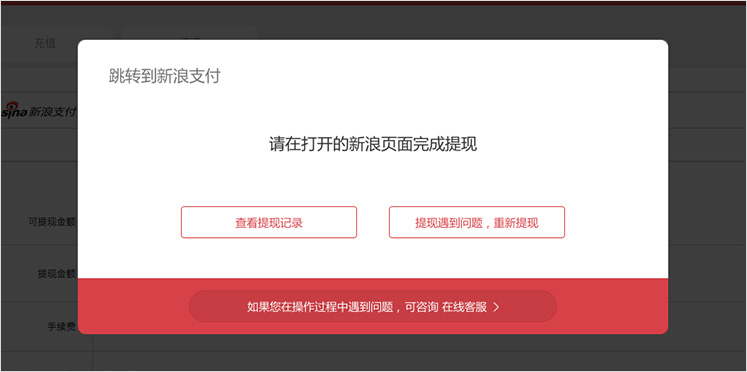 充值
跳转到新浪支付
sina 新浪支付
请在打开的新浪页面完成提现
可提现金额
查看提现记录
提现遇到问题，重新提现
提现金额
如果您在操作过程中遇到问题，可咨询 在线客服 >
手续费